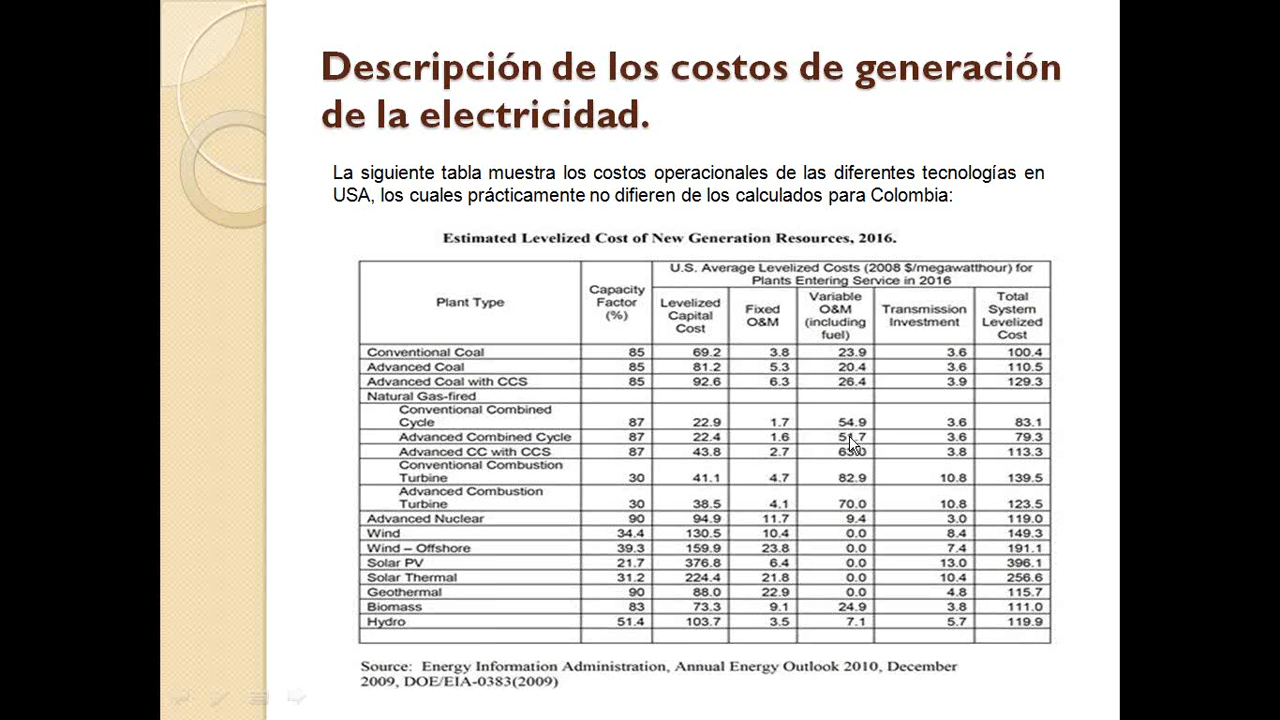 Descripción de los costos de generación
de la electricidad.
La siguiente tabla muestra los costos operacionales de las diferentes tecnologías en
USA, los cuales prácticamente no difieren de los calculados para Colombia:
Estimated Levelized Cost of New Generation Resources, 2016.
Plant Type
Capacity
Factor
(%)
U.S. Average Levelized Costs (2008 $/megawatthour) for
Plants Entering Service in 2016
Levelized
Capital
Cost
Fixed
O&M
Variable
O&M
(including
fuel)
Transmission
Investment
Total
System
Levelized
Cost
Conventional Coal 85 69.2 3.8 23.9 3.6 100.4
Advanced Coal 85 81.2 5.3 20.4 3.6 110.5
Advanced Coal with CCS 85 92.6 6.3 26.4 3.9 129.3
Natural Gas-fired
Conventional Combined
Cycle 87 22.9 1.7 54.9 3.6 83.1
Advanced Combined Cycle 87 22.4 1.6 3.6 79.3
Advanced CC with CCS 87 43.8 2.7 3.8 113.3
Conventional Combustion
Turbine 30 41.1 4.7 82.9 10.8 139.5
Advanced Combustion
Turbine 30 38.5 4.1 70.0 10.8 123.5
Advanced Nuclear 90 94.9 11.7 9.4 3.0 119.0
Wind 34.4 130.5 10.4 0.0 8.4 149.3
Wind – Offshore 39.3 159.9 23.8 0.0 7.4 191.1
Solar PV 21.7 376.8 6.4 0.0 13.0 396.1
Solar Thermal 31.2 224.4 21.8 0.0 10.4 256.6
Geothermal 90 88.0 22.9 0.0 4.8 115.7
Biomass 83 73.3 9.1 24.9 3.8 111.0
Hydro 51.4 103.7 3.5 7.1 5.7 119.9
Source: Energy Information Administration, Annual Energy Outlook 2010, December
2009, DOE/EIA-0383(2009)